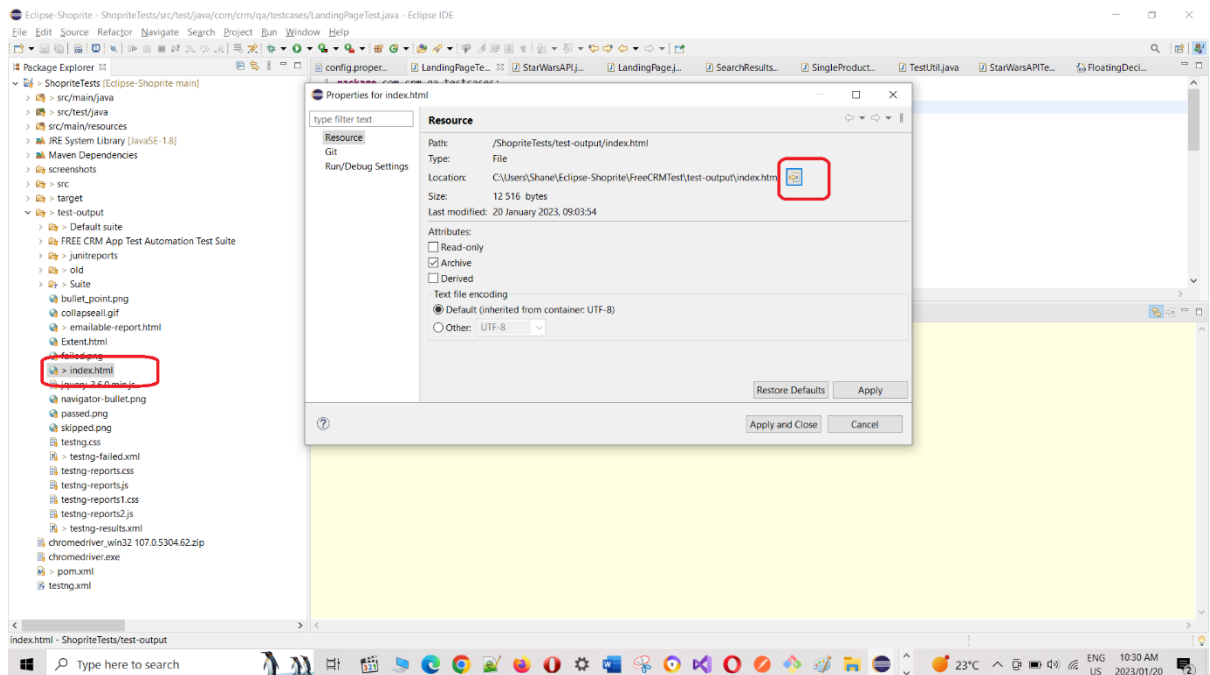 Eclipse-Shoprite - ShopriteTests/src/test/java/com/crm/qa/testcases/LandingPageTest.java - Eclipse IDE
File Edit Source Refactor Navigate Search Project Run Window Help
Package Explorer
config.proper... LandingPageTe... StarWarsAPI.j... LandingPage.j... SearchResults... SingleProduct... TestUtil.java StarWarsAPITe... FloatingDeci...
> ShopriteTests [Eclipse-Shoprite main]
> src/main/java
> src/test/java
src/main/resources
JRE System Library [JavaSE-1.8]
Maven Dependencies
screenshots
> src
> target
> test-output
> Default suite
FREE CRM App Test Automation Test Suite
> junitreports
> old
> Suite
bullet_point.png
collapseall.gif
> emailable-report.html
Extent.html
failed.png
> index.html
jquery-3.6.0.min.js
navigator-bullet.png
passed.png
skipped.png
testng.css
> testng-failed.xml
testng-reports.css
testng-reports.js
testng-reports1.css
testng-reports2.js
> testng-results.xml
chromedriver_win32 107.0.5304.62.zip
chromedriver.exe
> pom.xml
testng.xml
1 package com.crm.qa.testcases;
Properties for index.html
type filter text
Resource
Git
Run/Debug Settings
Resource
Path: /ShopriteTests/test-output/index.html
Type: File
Location: C:\Users\Shane\Eclipse-Shoprite\FreeCRMTest\test-output\index.htm
Size: 12 516 bytes
Last modified: 20 January 2023, 09:03:54
Attributes:
Read-only
Archive
Derived
Text file encoding
Default (inherited from container: UTF-8)
Other: UTF-8
Restore Defaults Apply
Apply and Close Cancel
index.html - ShopriteTests/test-output
Type here to search
23°C
ENG
US
10:30 AM
2023/01/20